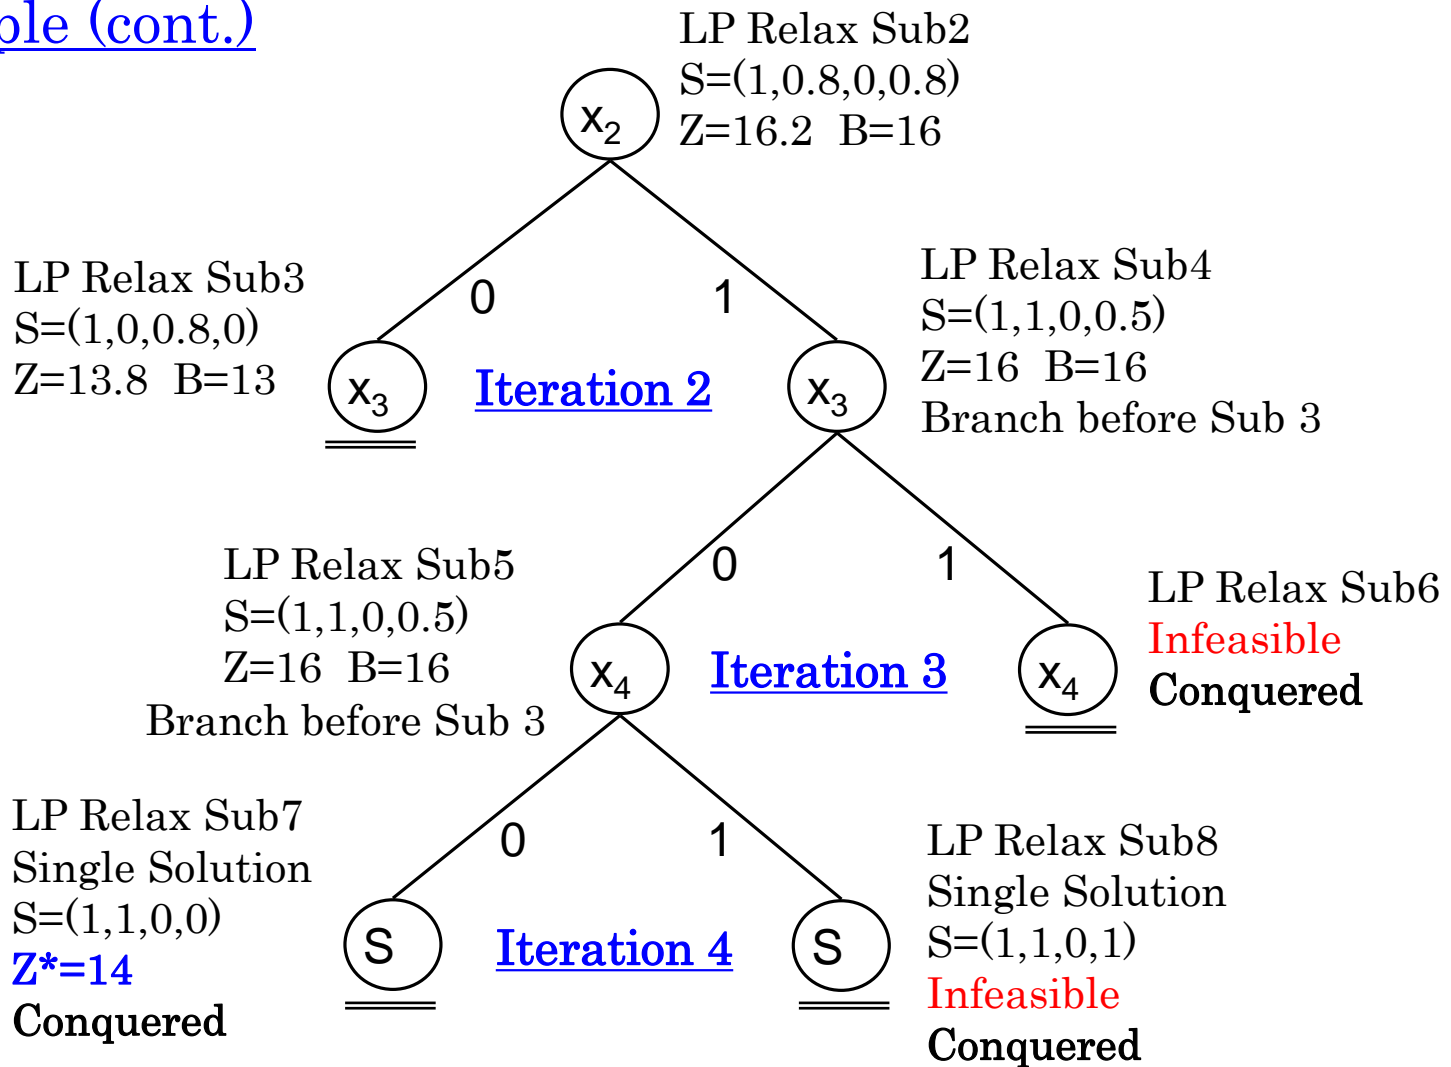 ple (cont.)
LP Relax Sub2
S=(1,0.8,0,0.8)
Z=16.2 B=16
x2
0
1
LP Relax Sub3
S=(1,0,0.8,0)
Z=13.8 B=13
x3
Iteration 2
x3
LP Relax Sub4
S=(1,1,0,0.5)
Z=16 B=16
Branch before Sub 3
0
1
LP Relax Sub5
S=(1,1,0,0.5)
Z=16 B=16
Branch before Sub 3
x4
Iteration 3
x4
LP Relax Sub6
Infeasible
Conquered
0
1
LP Relax Sub7
Single Solution
S=(1,1,0,0)
Z*=14
Conquered
S
Iteration 4
S
LP Relax Sub8
Single Solution
S=(1,1,0,1)
Infeasible
Conquered